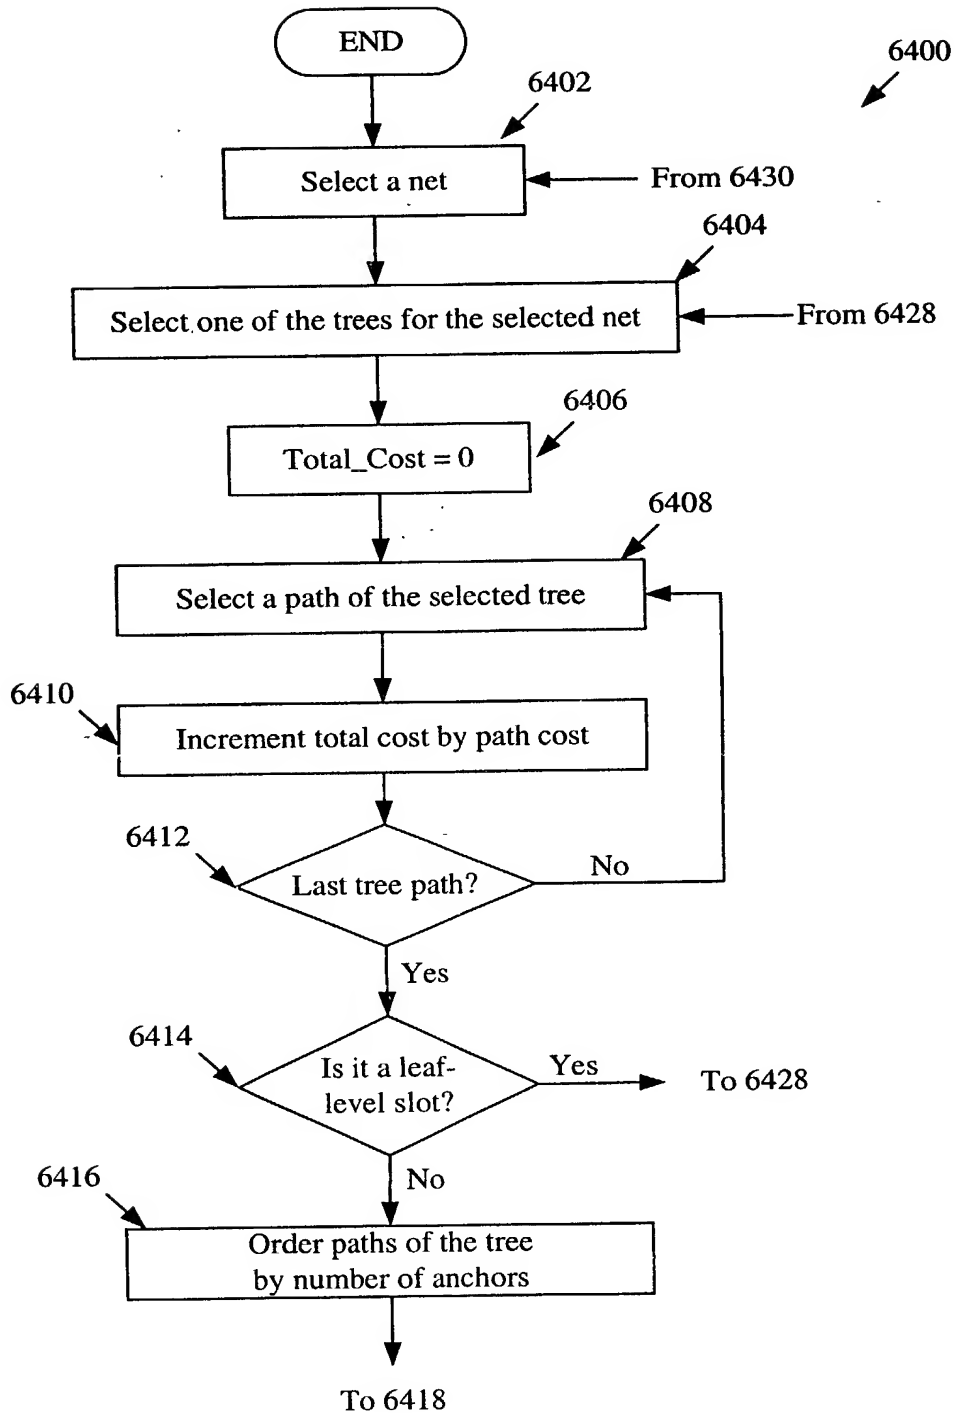 END
6400
6402
Select a net
From 6430
6404
Select one of the trees for the selected net
From 6428
6406
Total_Cost = 0
6408
Select a path of the selected tree
6410
Increment total cost by path cost
6412
Last tree path?
No
Yes
6414
Is it a leaf-
level slot?
Yes
To 6428
No
6416
Order paths of the tree
by number of anchors
To 6418